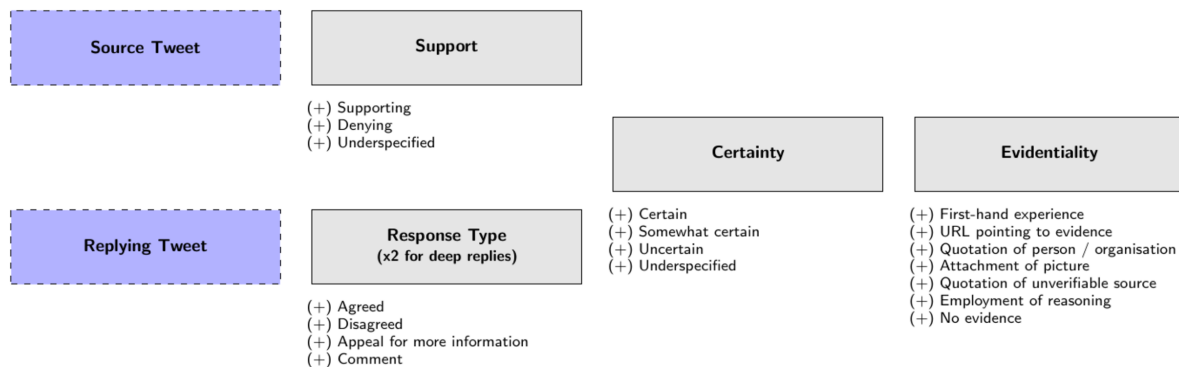 Source Tweet
Support
(+) Supporting
(+) Denying
(+) Underspecified
Replying Tweet
Response Type
(x2 for deep replies)
(+) Agreed
(+) Disagreed
(+) Appeal for more information
(+) Comment
Certainty
(+) Certain
(+) Somewhat certain
(+) Uncertain
(+) Underspecified
Evidentiality
(+) First-hand experience
(+) URL pointing to evidence
(+) Quotation of person / organisation
(+) Attachment of picture
(+) Quotation of unverifiable source
(+) Employment of reasoning
(+) No evidence